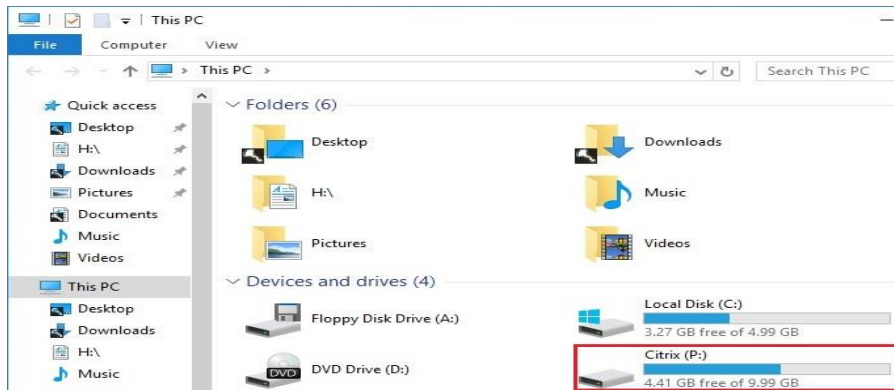 This PC
File Computer View
This PC
Search This PC
Quick access
Desktop
H:\
Downloads
Pictures
Documents
Music
Videos
This PC
Desktop
Downloads
H:\
Music
Folders (6)
Desktop Downloads
H:\ Music
Pictures Videos
Devices and drives (4)
Floppy Disk Drive (A:)
Local Disk (C:)
3.27 GB free of 4.99 GB
DVD
DVD Drive (D:)
Citrix (P:)
4.41 GB free of 9.99 GB